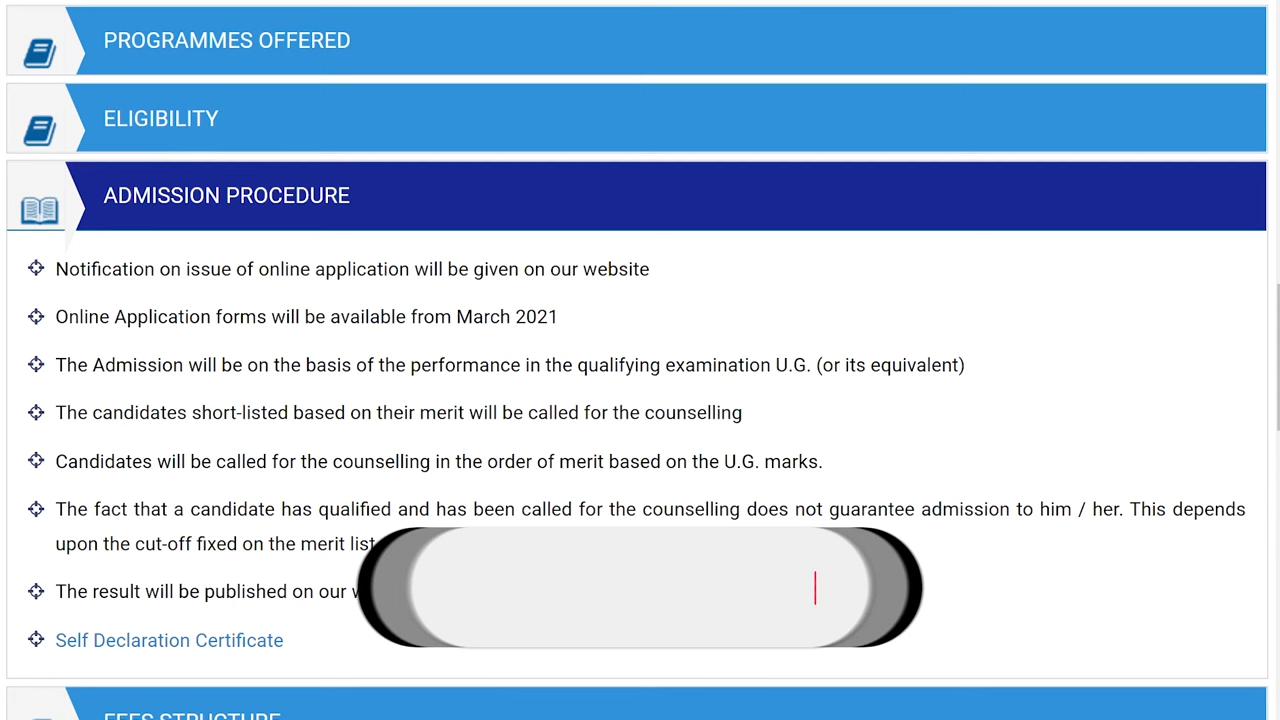 PROGRAMMES OFFERED
ELIGIBILITY
ADMISSION PROCEDURE
Notification on issue of online application will be given on our website
Online Application forms will be available from March 2021
The Admission will be on the basis of the performance in the qualifying examination U.G. (or its equivalent)
The candidates short-listed based on their merit will be called for the counselling
Candidates will be called for the counselling in the order of merit based on the U.G. marks.
The fact that a candidate has qualified and has been called for the counselling does not guarantee admission to him / her. This depends
upon the cut-off fixed on the merit list
The result will be published on our
Self Declaration Certificate
FEES STRUCTURE